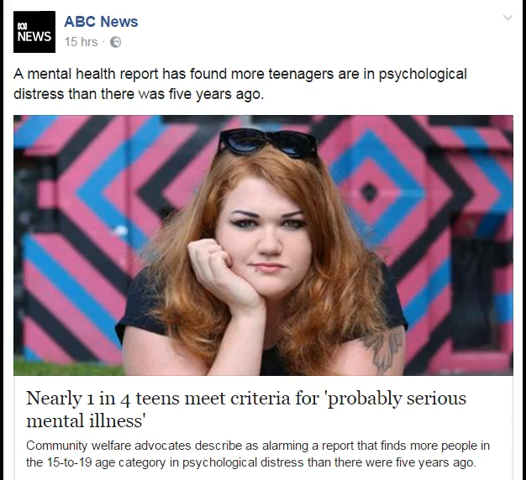 ABC
NEWS
ABC News
15 hrs ·
A mental health report has found more teenagers are in psychological
distress than there was five years ago.
Nearly 1 in 4 teens meet criteria for 'probably serious
mental illness'
Community welfare advocates describe as alarming a report that finds more people in
the 15-to-19 age category in psychological distress than there were five years ago.